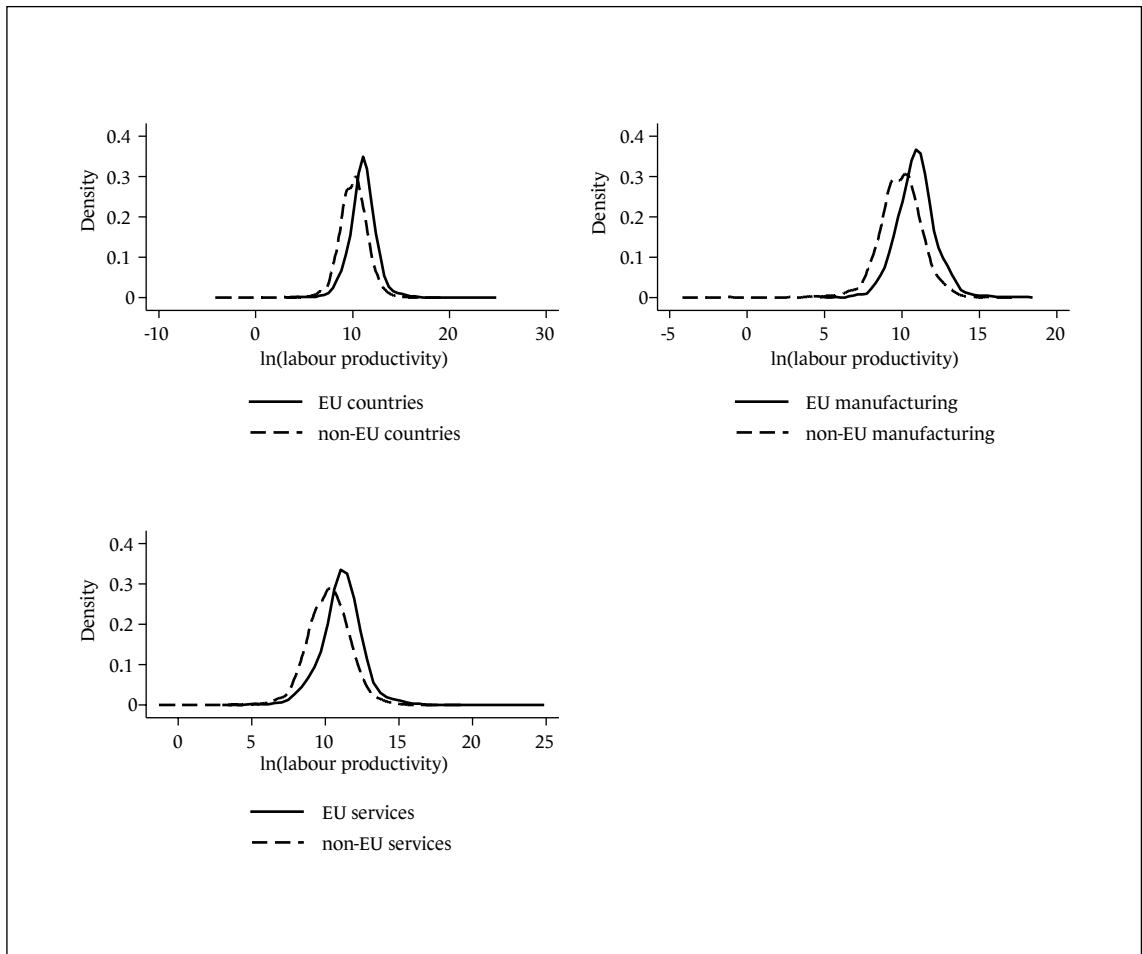 0.4
0.3
0.2
0.1
0
Density
-10 0 10 20 30
ln(labour productivity)
EU countries
non-EU countries
0.4
0.3
0.2
0.1
0
Density
-5 0 5 10 15 20
ln(labour productivity)
EU manufacturing
non-EU manufacturing
0.4
0.3
0.2
0.1
0
Density
0 5 10 15 20 25
ln(labour productivity)
EU services
non-EU services